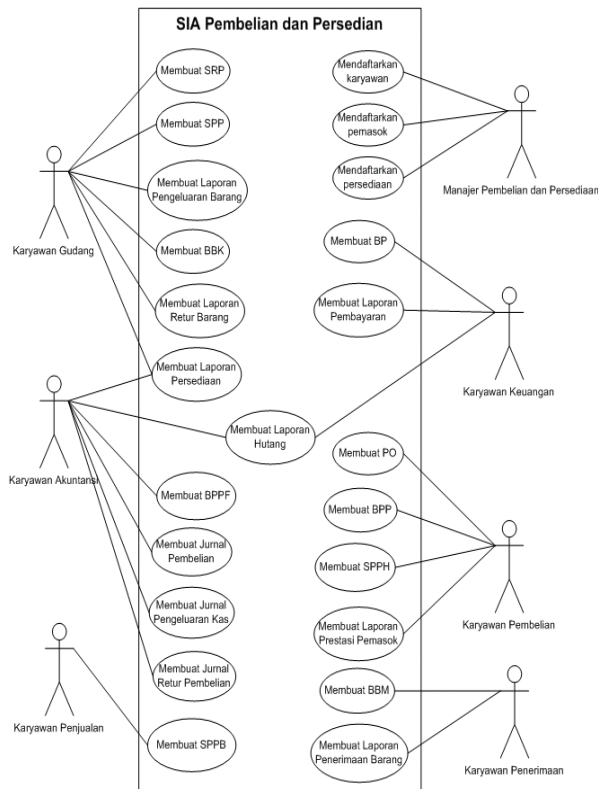 SIA Pembelian dan Persedian
Membuat SRP
Membuat SPP
Membuat Laporan
Pengeluaran Barang
Membuat BBK
Membuat Laporan
Retur Barang
Membuat Laporan
Persediaan
Membuat Laporan
Hutang
Membuat BPPF
Membuat Jurnal
Pembelian
Membuat Jurnal
Pengeluaran Kas
Membuat Jurnal
Retur Pembelian
Membuat SPPB
Mendaftarkan
karyawan
Mendaftarkan
pemasok
Mendaftarkan
persediaan
Membuat BP
Membuat Laporan
Pembayaran
Membuat PO
Membuat BPP
Membuat SPPH
Membuat Laporan
Prestasi Pemasok
Membuat BBM
Membuat Laporan
Penerimaan Barang
Karyawan Gudang
Karyawan Akuntansi
Karyawan Penjualan
Manajer Pembelian dan Persediaan
Karyawan Keuangan
Karyawan Pembelian
Karyawan Penerimaan